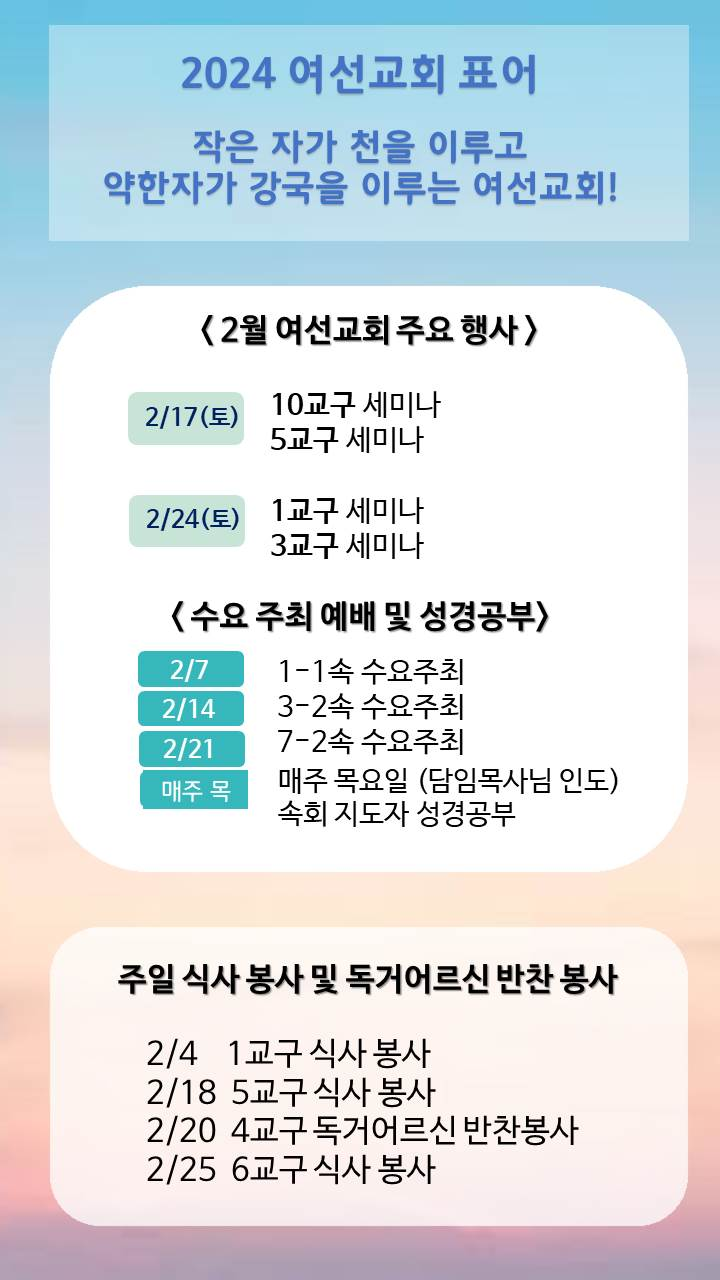 2024 여선교회 표어
작은 자가 천을 이루고
약한자가 강국을 이루는 여선교회!
< 2월 여선교회 주요 행사 >
2/17(토) 10교구 세미나
5교구 세미나
2/24(토) 1교구 세미나
3교구 세미나
< 수요 주최 예배 및 성경공부>
2/7 1-1속 수요주최
2/14 3-2속 수요주최
2/21 7-2속 수요주최
매주 목 매주 목요일 (담임목사님 인도)
속회 지도자 성경공부
주일 식사 봉사 및 독거어르신 반찬 봉사
2/4 1교구 식사 봉사
2/18 5교구 식사 봉사
2/20 4교구 독거어르신 반찬봉사
2/25 6교구 식사 봉사